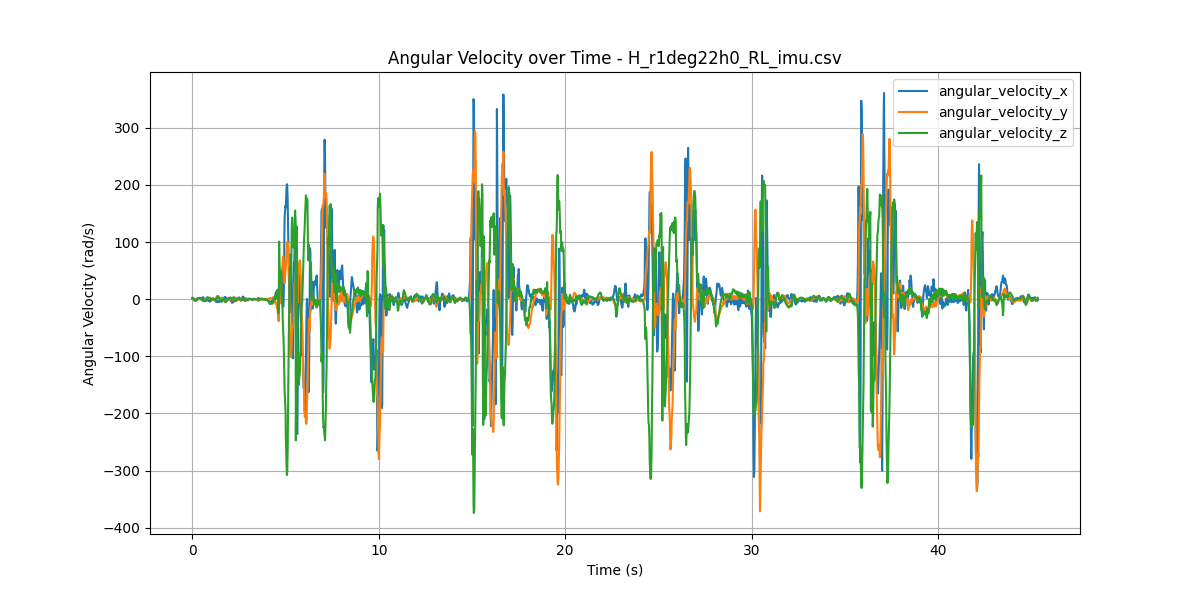 Angular Velocity over Time - H_r1deg22h0_RL_imu.csv
angular_velocity_x
angular_velocity_y
angular_velocity_z
Angular Velocity (rad/s)
300
200
100
0
−100
−200
−300
−400
0 10 20 30 40
Time (s)